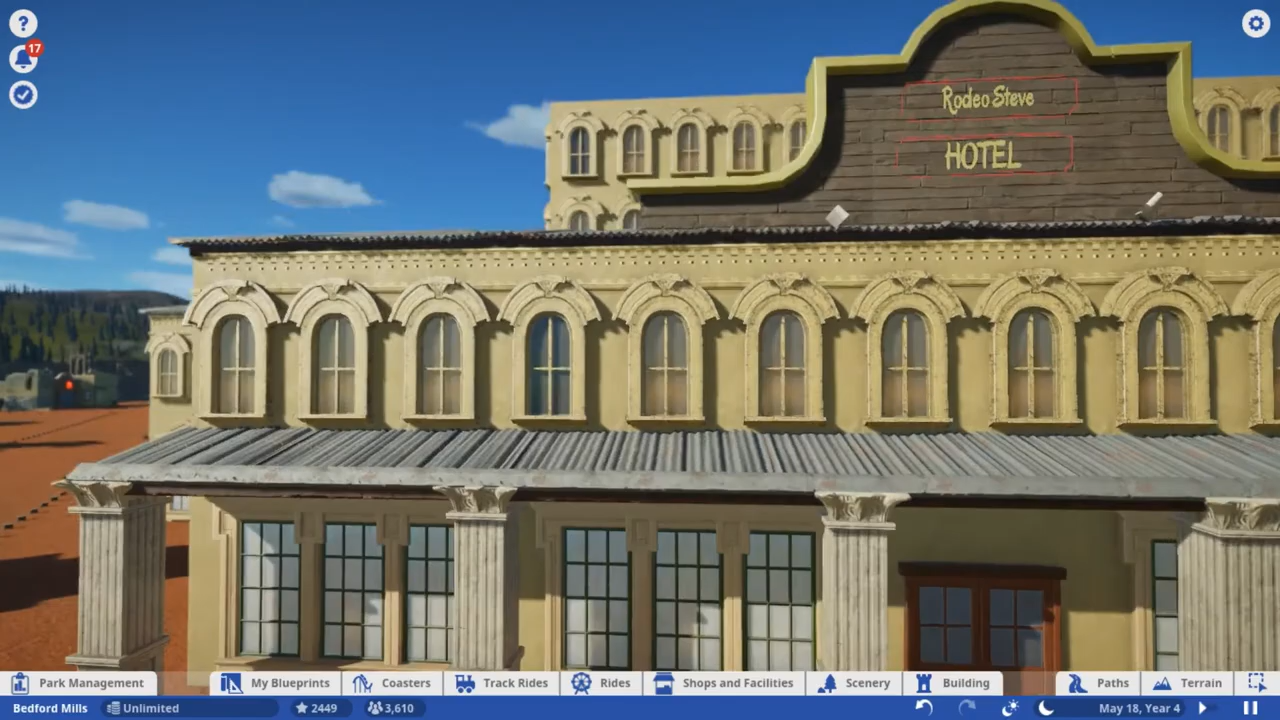 ?
17
Rodeo Steve
HOTEL
Park Management
My Blueprints
Coasters
Track Rides
Rides
Shops and Facilities
Scenery
Building
Paths
Terrain
Bedford Mills
Unlimited
2449
3,610
May 18, Year 4